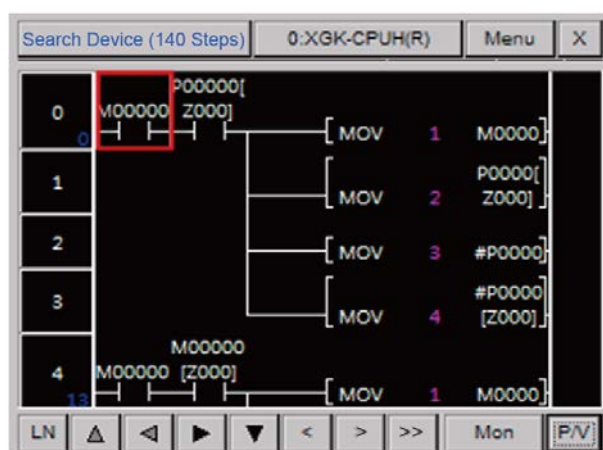 Search Device (140 Steps) 0:XGK-CPUH(R) Menu X
P00000[
0 M00000 Z000]
0 [ MOV 1 M0000]
P0000[
1 [ MOV 2 Z000]
2 [ MOV 3 #P0000]
#P0000
3 [ MOV 4 [Z000]]
M00000
4 M00000 [Z000]
13 [ MOV 1 M0000]
LN < > >> Mon P/V